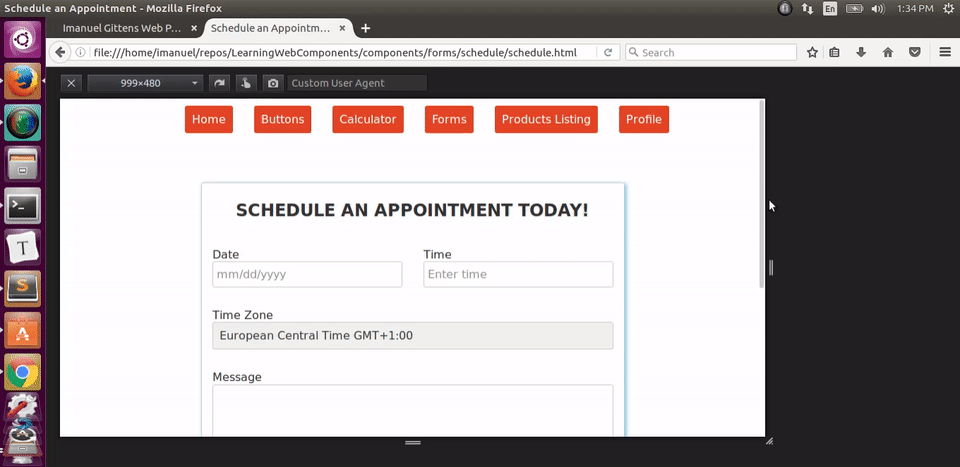 Schedule an Appointment - Mozilla Firefox
En
1:34 PM
Imanuel Gittens Web P...
Schedule an Appointm...
file:///home/imanuel/repos/LearningWebComponents/components/forms/schedule/schedule.html
Search
999×480
Custom User Agent
Home
Buttons
Calculator
Forms
Products Listing
Profile
SCHEDULE AN APPOINTMENT TODAY!
Date
Time
mm/dd/yyyy
Enter time
Time Zone
European Central Time GMT+1:00
Message
T
S
A